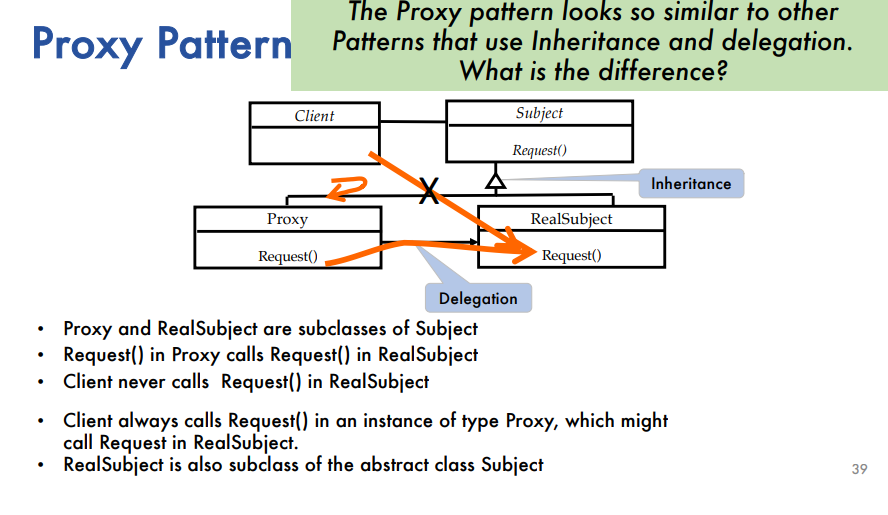 The Proxy pattern looks so similar to other
Patterns that use Inheritance and delegation.
What is the difference?
Proxy Pattern
Client
Subject
Request()
Inheritance
X
Proxy
Request()
RealSubject
Request()
Delegation
• Proxy and RealSubject are subclasses of Subject
• Request() in Proxy calls Request() in RealSubject
• Client never calls Request() in RealSubject
• Client always calls Request() in an instance of type Proxy, which might
call Request in RealSubject.
• RealSubject is also subclass of the abstract class Subject
39